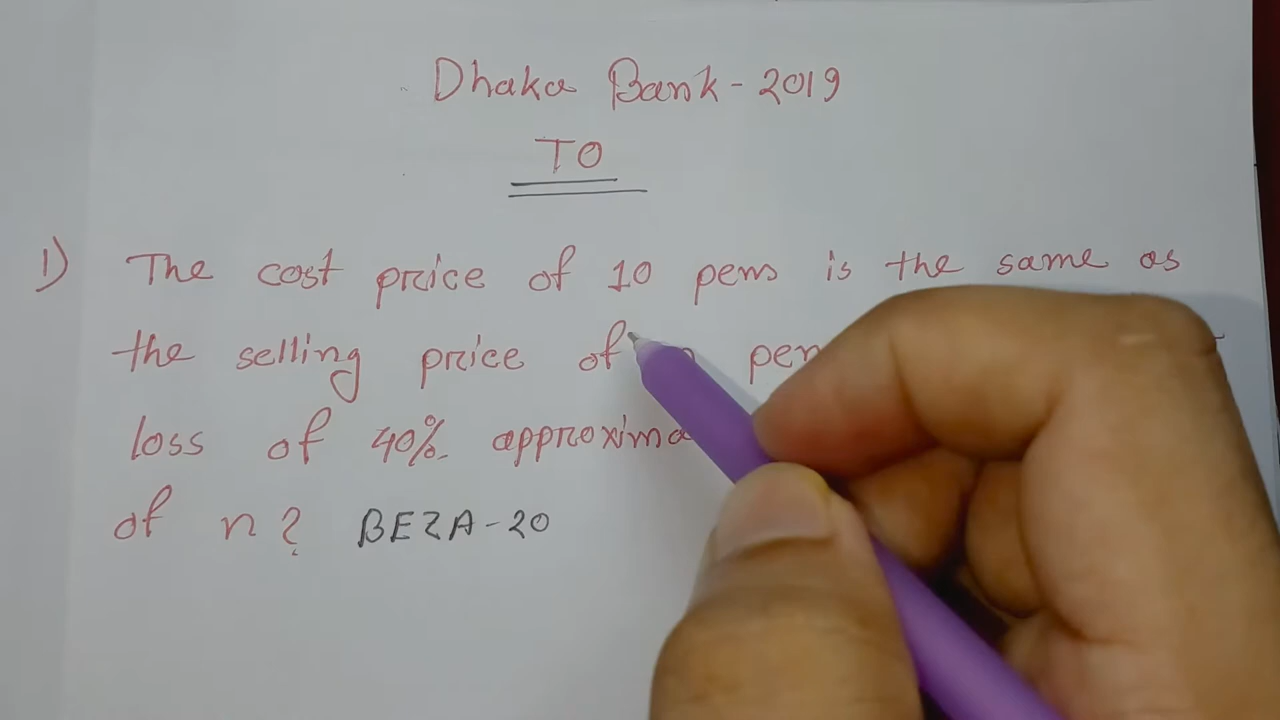 Dhaka Bank - 2019
TO
1) The cost price of 10 pens is the same as
the selling price of n pen
loss of 40% approxima
of n? BEZA-20